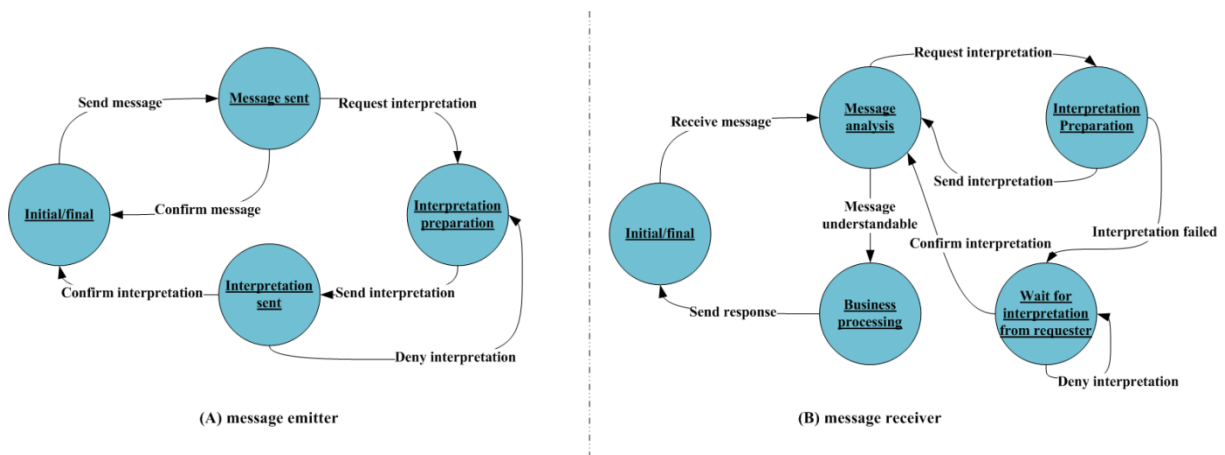 Send message
Message sent
Request interpretation
Initial/final
Confirm message
Interpretation
preparation
Confirm interpretation
Interpretation
sent
Send interpretation
Deny interpretation
(A) message emitter
Request interpretation
Receive message
Message
analysis
Interpretation
Preparation
Send interpretation
Initial/final
Message
understandable
Interpretation failed
Confirm interpretation
Send response
Business
processing
Wait for
interpretation
from requester
Deny interpretation
(B) message receiver